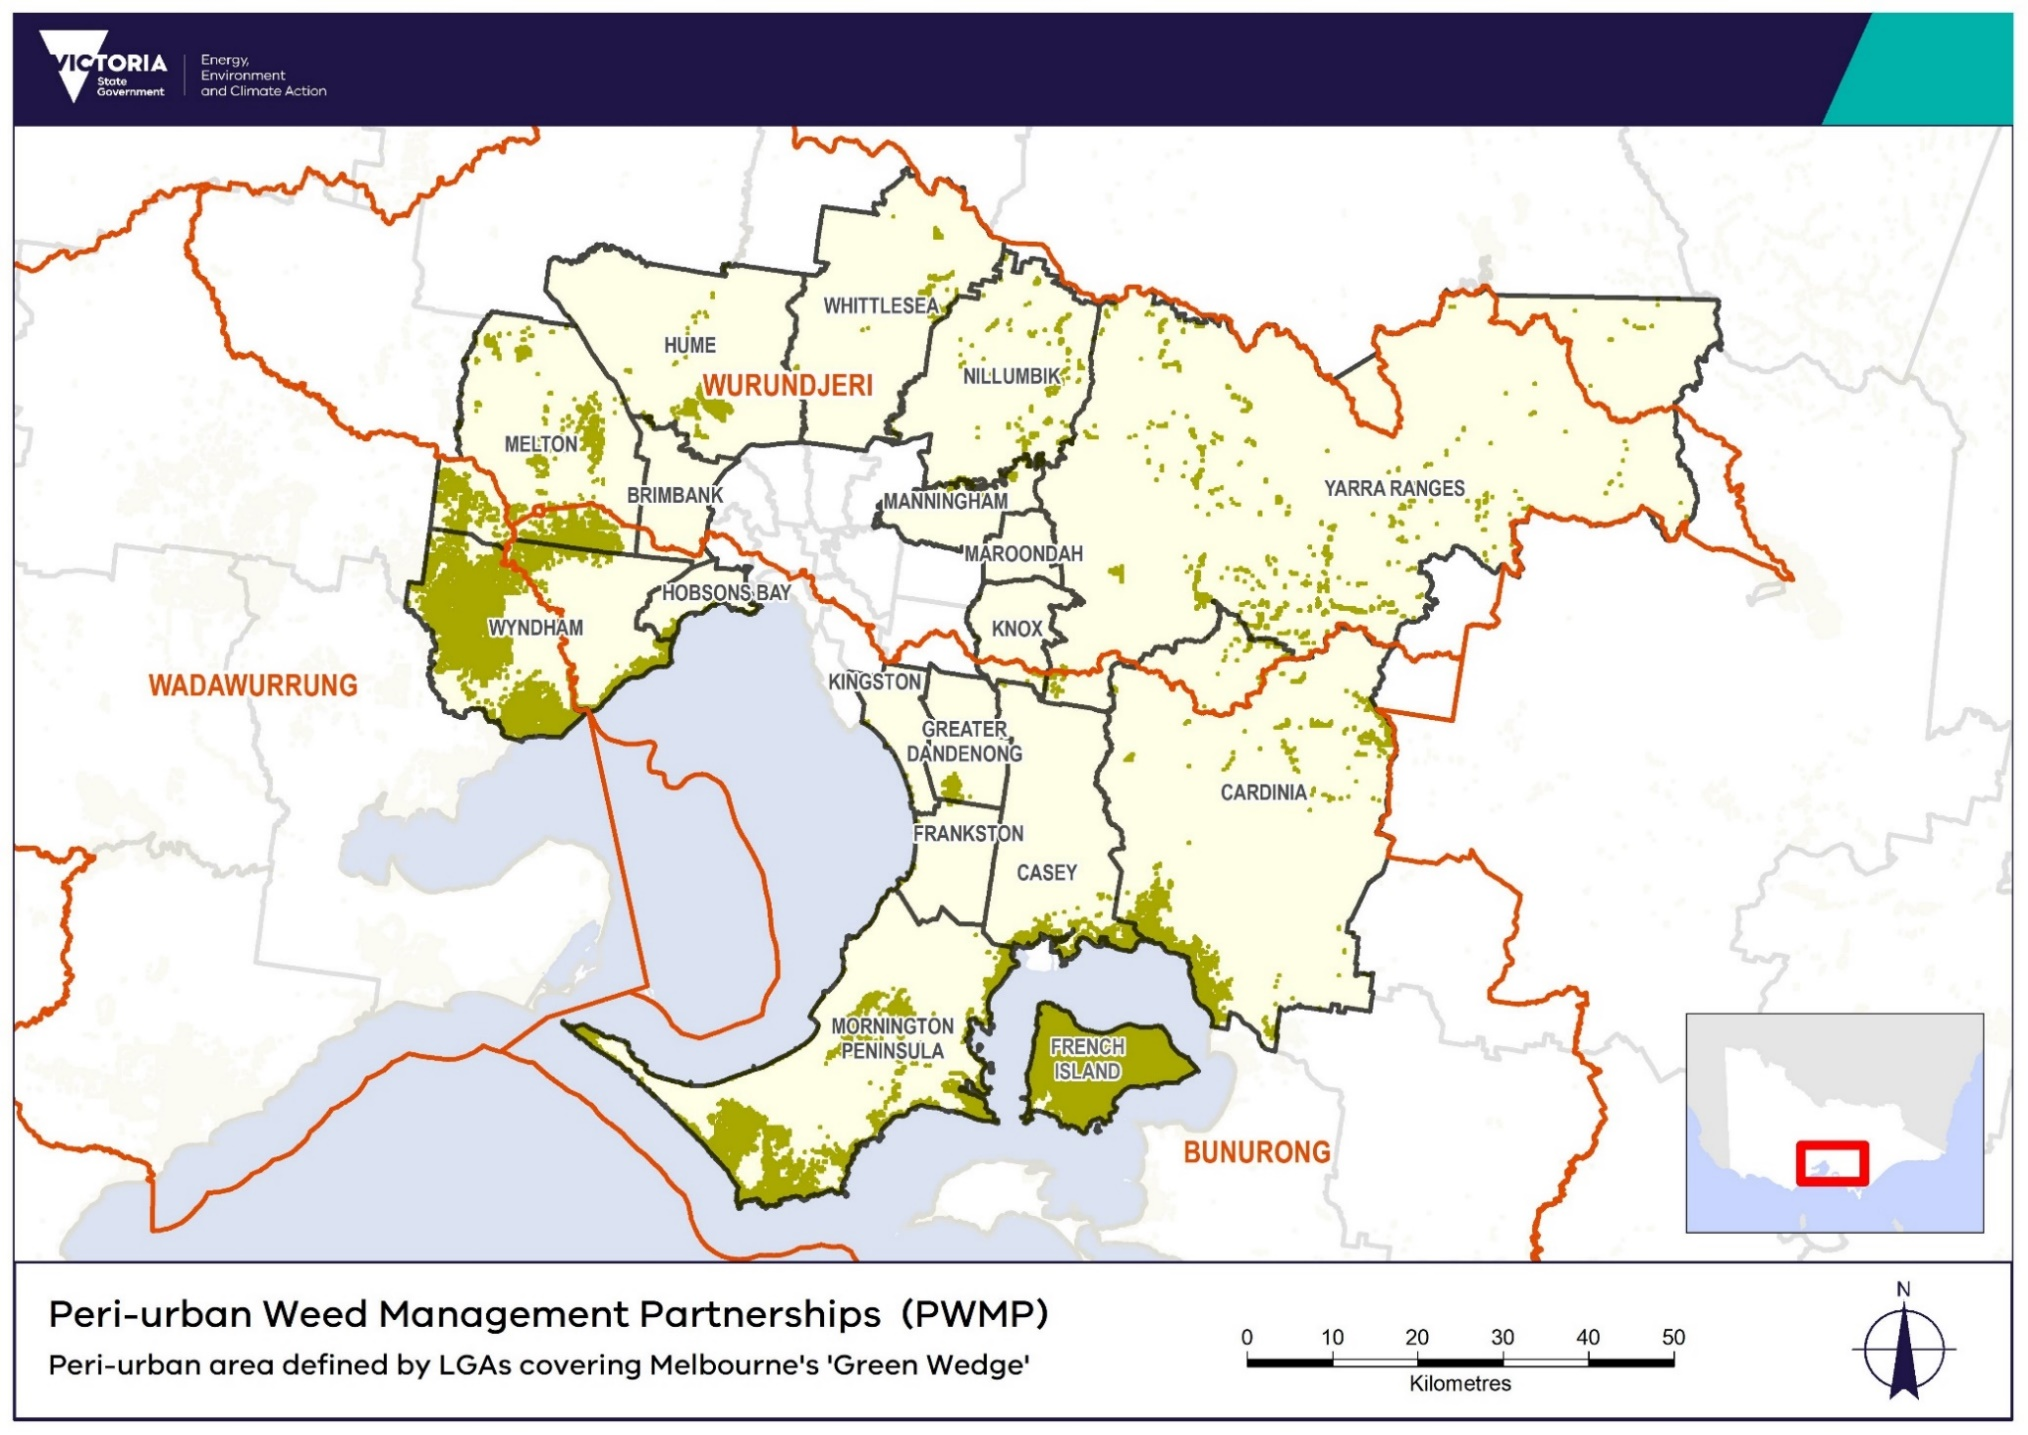 VICTORIA
State
Government
Energy,
Environment
and Climate Action
WHITTLESEA
HUME
NILLUMBIK
WURUNDJERI
MELTON
YARRA RANGES
BRIMBANK
MANNINGHAM
MAROONDAH
HOBSONS BAY
WYNDHAM
KNOX
WADAWURRUNG
KINGSTON
GREATER
DANDENONG
CARDINIA
FRANKSTON
CASEY
MORNINGTON
PENINSULA
FRENCH
ISLAND
BUNURONG
Peri-urban Weed Management Partnerships (PWMP)
Peri-urban area defined by LGAs covering Melbourne's 'Green Wedge'
0 10 20 30 40 50
Kilometres
N